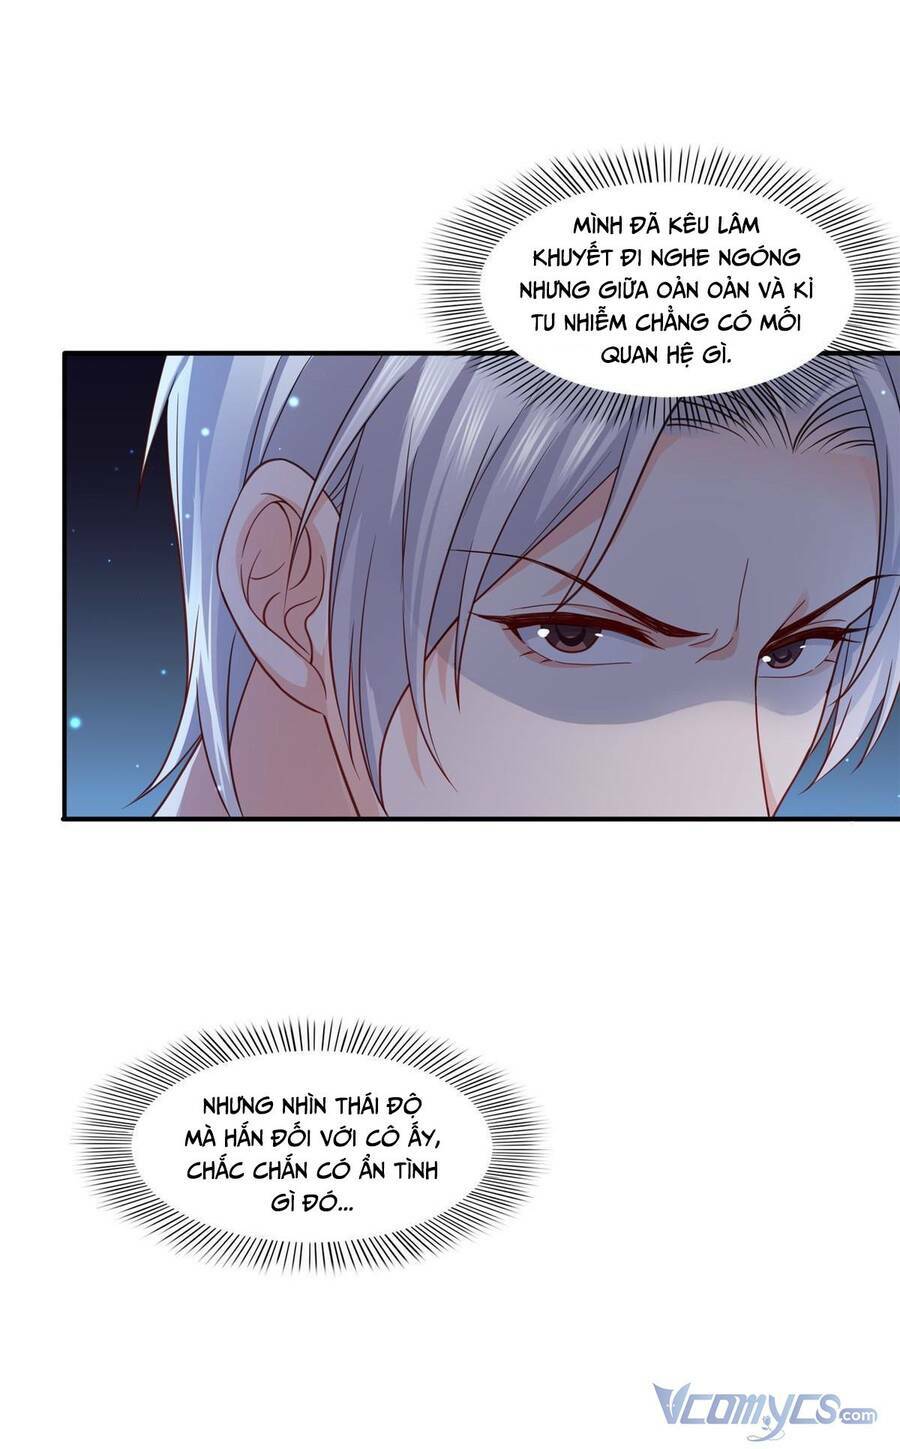 MÌNH ĐÃ KÊU LÂM
KHUYẾT ĐI NGHE NGÓNG
NHƯNG GIỮA OẢN OẢN VÀ KỈ
TU NHIỄM CHẲNG CÓ MỐI
QUAN HỆ GÌ.
NHƯNG NHÌN THÁI ĐỘ
MÀ HẮN ĐỐI VỚI CÔ ẤY,
CHẮC CHẮN CÓ ẨN TÌNH
GÌ ĐÓ...
VCOMYCS.com